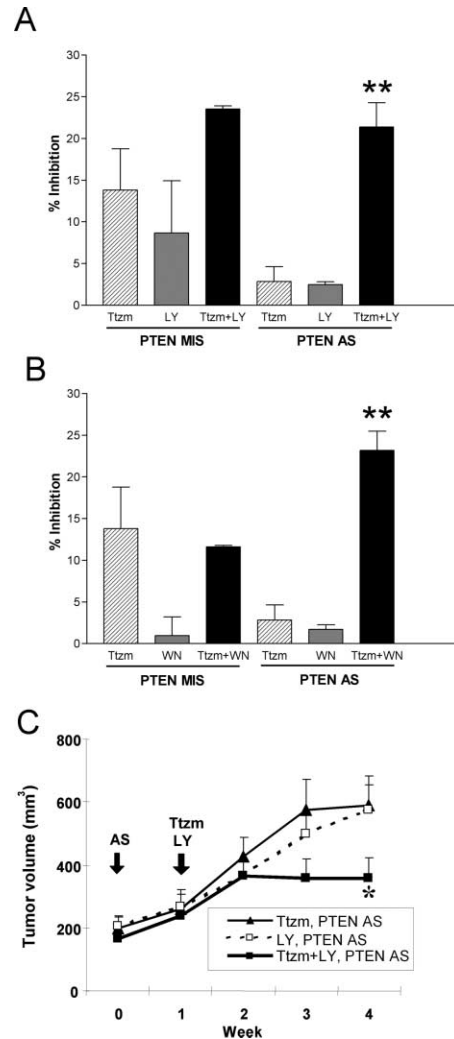 A
30
25
**
20
% Inhibition
15
10
5
0
Ttzm LY Ttzm+LY Ttzm LY Ttzm+LY
PTEN MIS PTEN AS
B
30
25
**
20
% Inhibition
15
10
5
0
Ttzm WN Ttzm+WN Ttzm WN Ttzm+WN
PTEN MIS PTEN AS
C
800
Tumor volume (mm³)
600
AS
Ttzm
LY
400
*
200
Ttzm, PTEN AS
LY, PTEN AS
Ttzm+LY, PTEN AS
0
0 1 2 3 4
Week